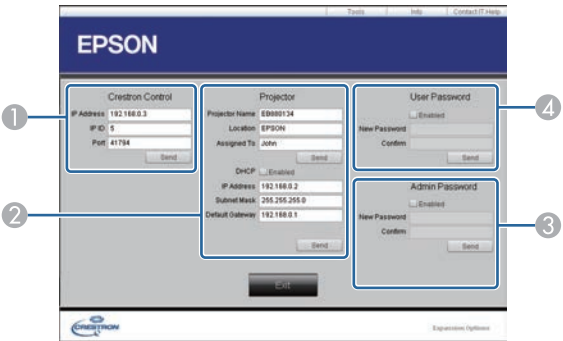 Tools Info Contact IT Help
EPSON
1
Crestron Control
IP Address 192.168.0.3
IP ID 5
Port 41794
Send
2
Projector
Projector Name EB880134
Location EPSON
Assigned To John
Send
DHCP Enabled
IP Address 192.168.0.2
Subnet Mask 255.255.255.0
Default Gateway 192.168.0.1
Send
4
User Password
Enabled
New Password
Confirm
Send
3
Admin Password
Enabled
New Password
Confirm
Send
Exit
CRESTRON
Expansion Options